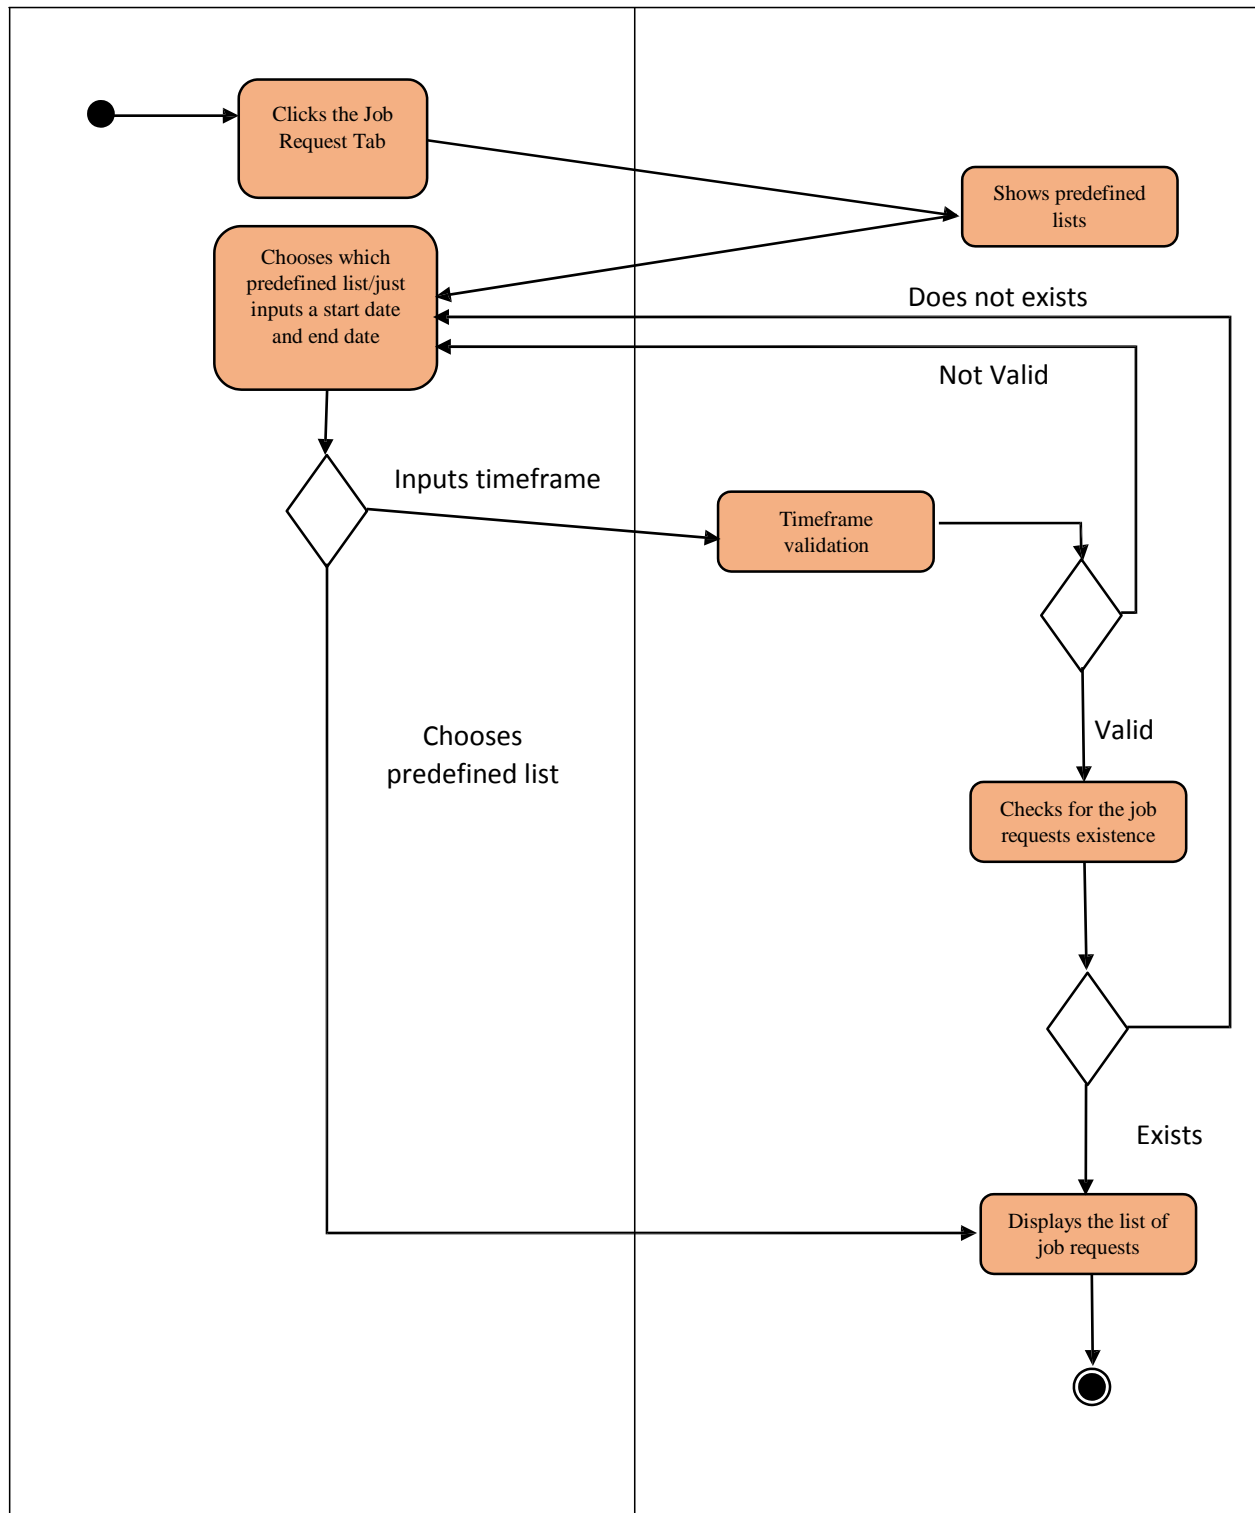 Clicks the Job
Request Tab
Shows predefined
lists
Chooses which
predefined list/just
inputs a start date
and end date
Does not exists
Not Valid
Inputs timeframe
Timeframe
validation
Chooses
predefined list
Valid
Checks for the job
requests existence
Exists
Displays the list of
job requests